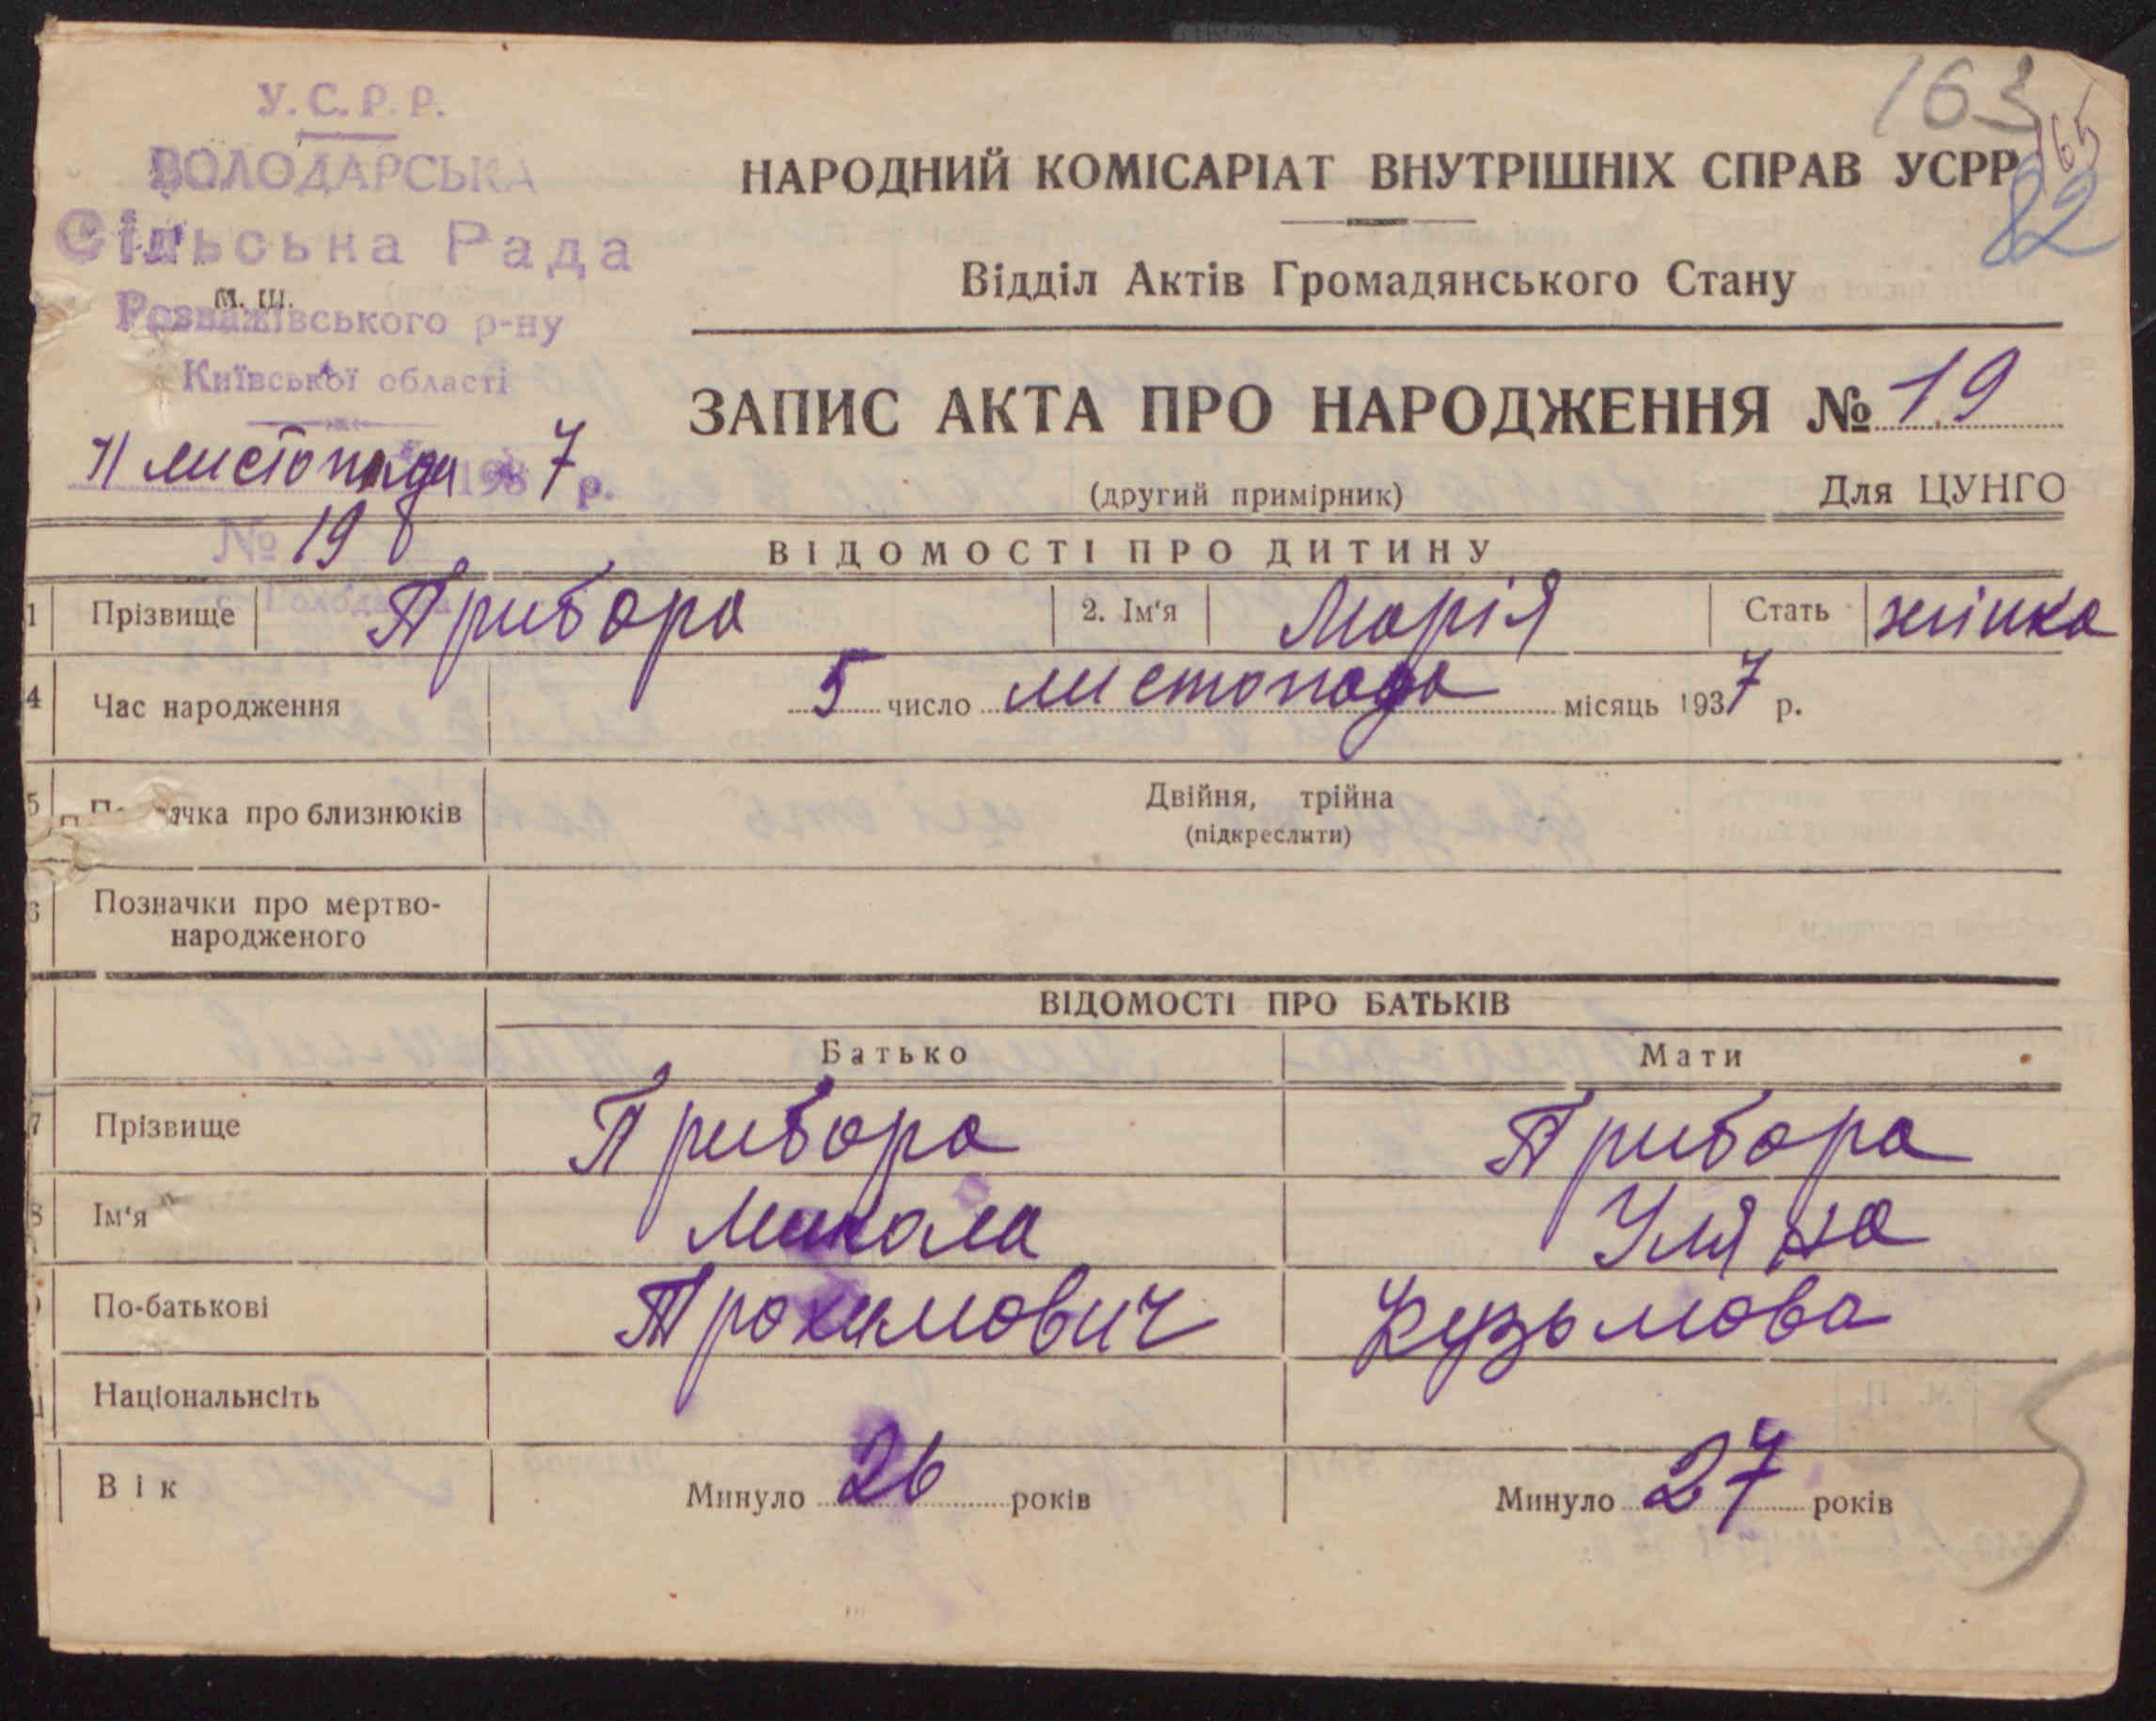 163
165
82
У.С.Р.Р.
ВОЛОДАРСЬКА
Сільська Рада
м. ш.
Розважівського р-ну
Київської області
11 листопада 1937 р.
№ 19
НАРОДНИЙ КОМІСАРІАТ ВНУТРІШНІХ СПРАВ УСРР
Відділ Актів Громадянського Стану
ЗАПИС АКТА ПРО НАРОДЖЕННЯ № 19
(другий примірник) Для ЦУНГО
ВІДОМОСТІ ПРО ДИТИНУ
1 Прізвище Прибора 2. Ім'я Марія Стать жінка
4 Час народження 5 число листопада місяць 1937 р.
5 про близнюків Двійня, трійна
(підкреслити)
6 Позначки про мертво-
народженого
ВІДОМОСТІ ПРО БАТЬКІВ
Батько Мати
7 Прізвище Прибора Прибора
8 Ім'я Микола Уляна
По-батькові Трохимович Кузьмова
Національнсіть
Вік Минуло 26 років Минуло 27 років
5